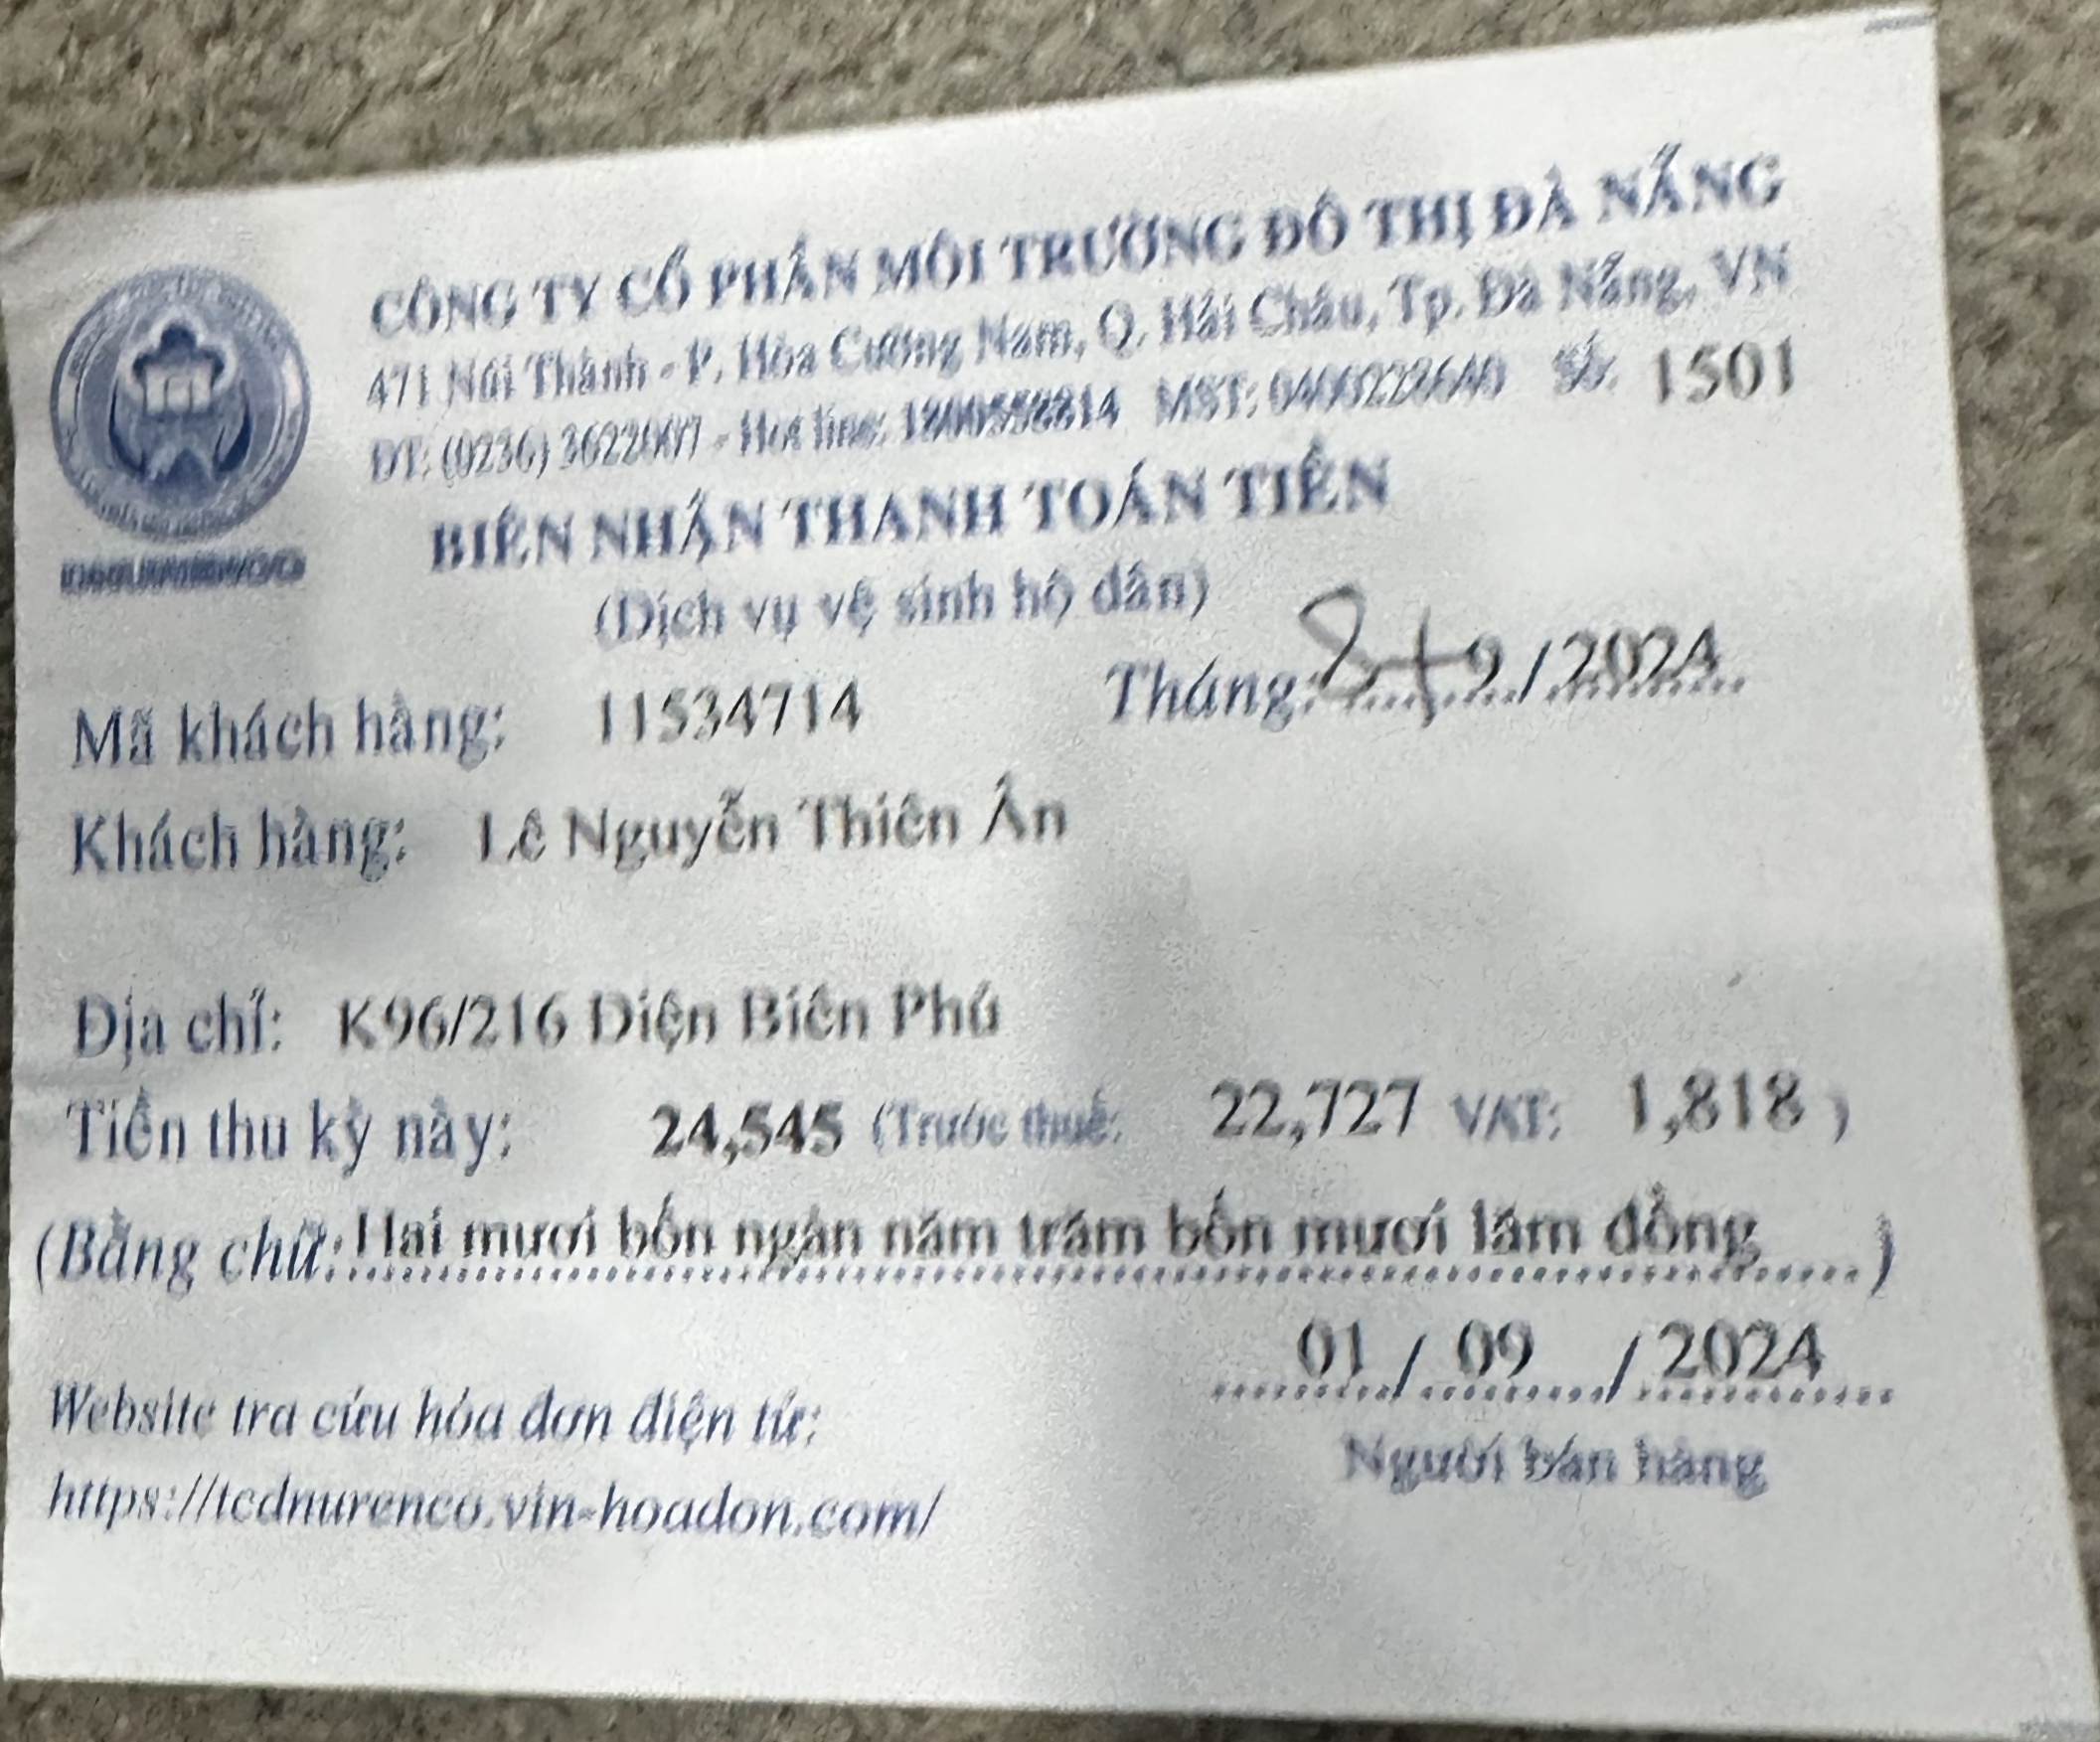 CÔNG TY CỔ PHẦN MÔI TRƯỜNG ĐÔ THỊ ĐÀ NẴNG
471 Núi Thành - P. Hòa Cường Nam, Q. Hải Châu, Tp. Đà Nẵng, VN
ĐT: (0236) 3622007 - Hot line: MST: 0400228640 Số: 1501
BIÊN NHẬN THANH TOÁN TIỀN
(Dịch vụ vệ sinh hộ dân)
Mã khách hàng: 11534714 Tháng: 8+9/2024
Khách hàng: Lê Nguyễn Thiên Ân
Địa chỉ: K96/216 Điện Biên Phủ
Tiền thu kỳ này: 24,545 (Trước thuế: 22,727 VAT: 1,818 )
(Bằng chữ: Hai mươi bốn ngàn năm trăm bốn mươi lăm đồng )
01 / 09 / 2024
Website tra cứu hóa đơn điện tử:
Người bán hàng
https://tcdnurenco.vin-hoadon.com/